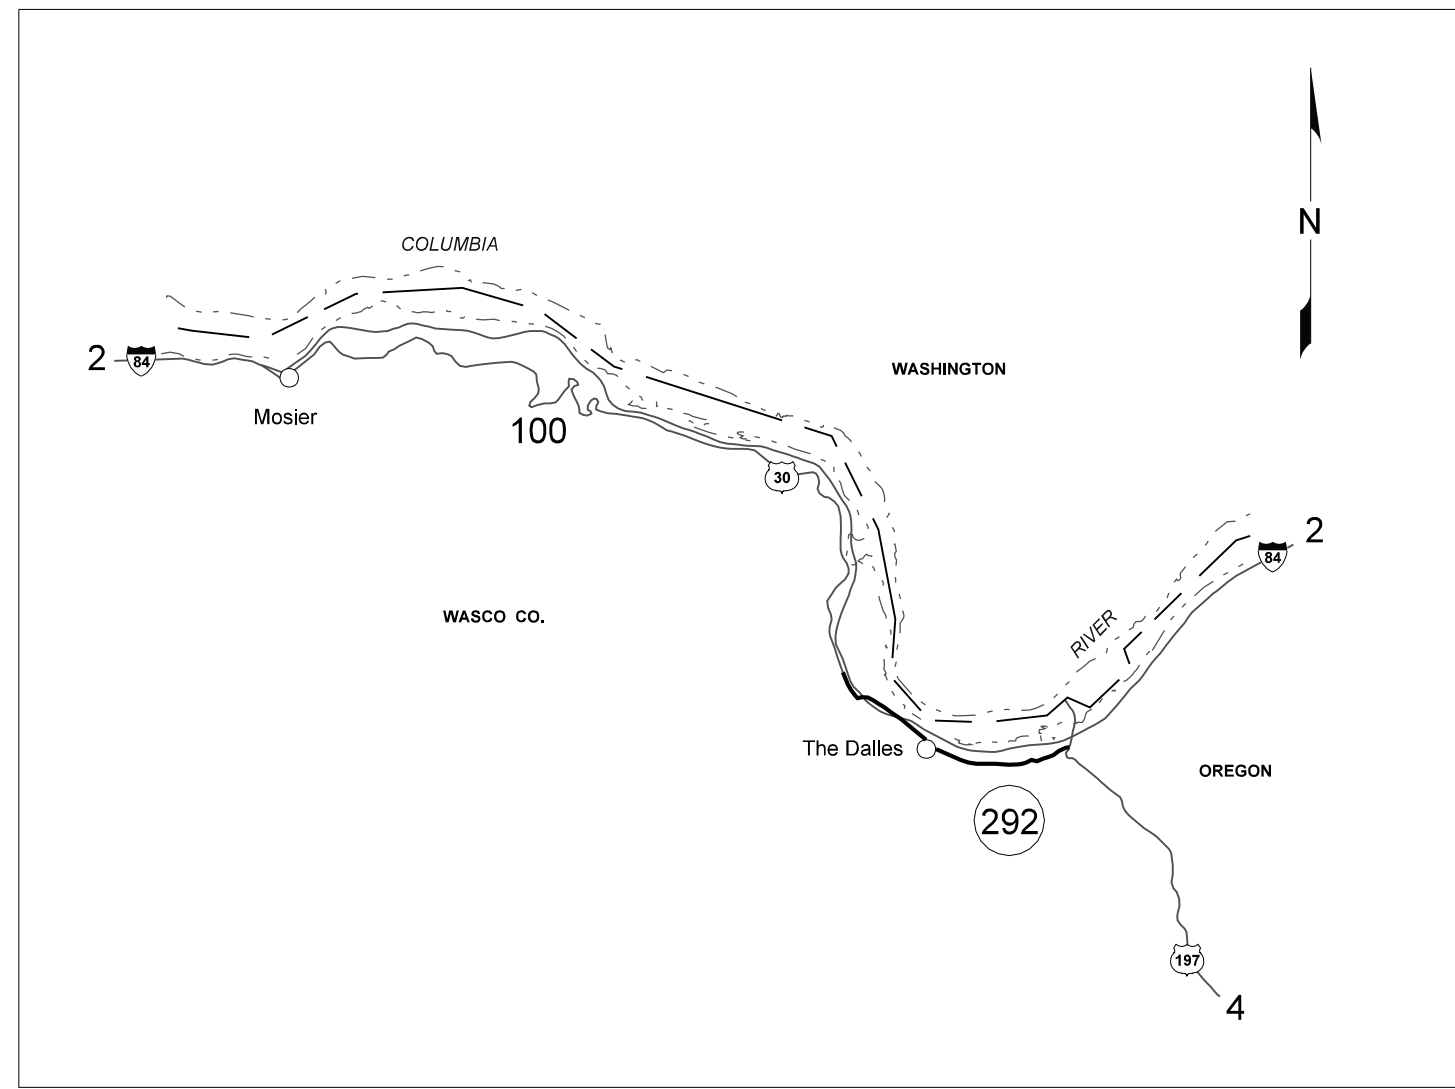 N
COLUMBIA
2
84
WASHINGTON
Mosier
100
30
2
84
WASCO CO.
RIVER
The Dalles
OREGON
292
197
4